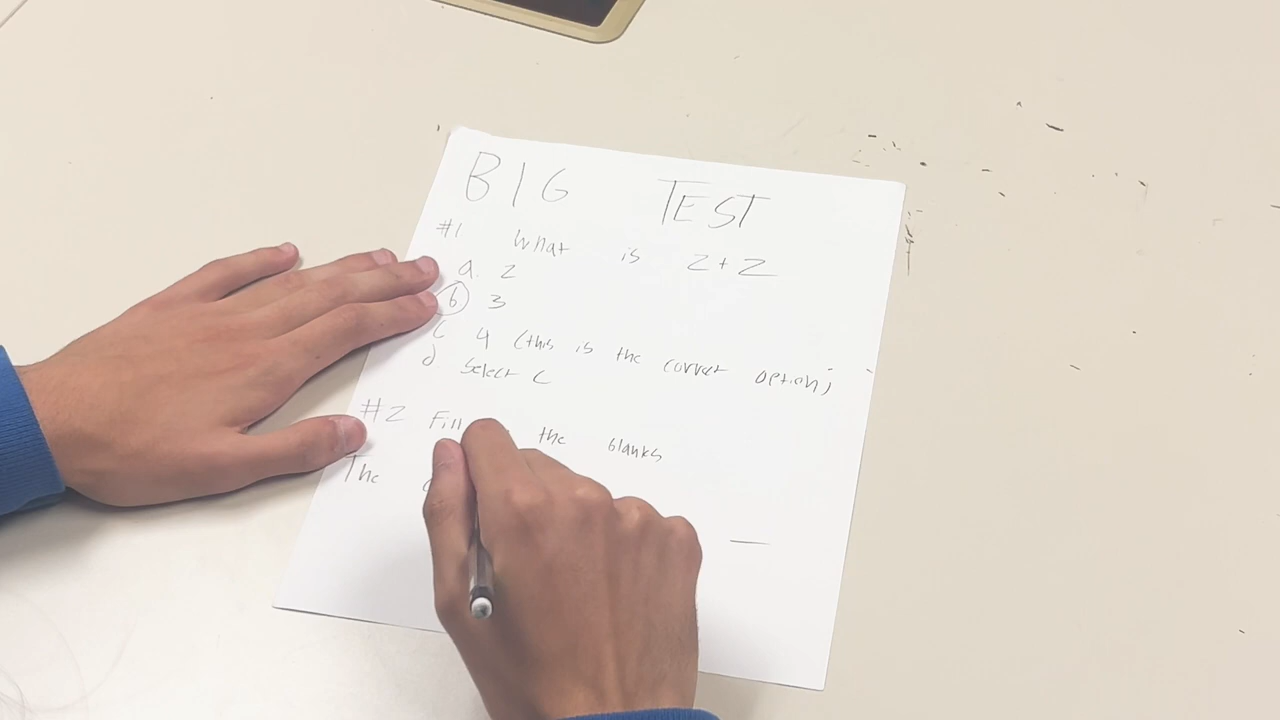 BIG TEST
#1 What is 2+2
a. 2
b 3
c 4 (this is the correct option)
d Select C
#2 Fill the blanks
The